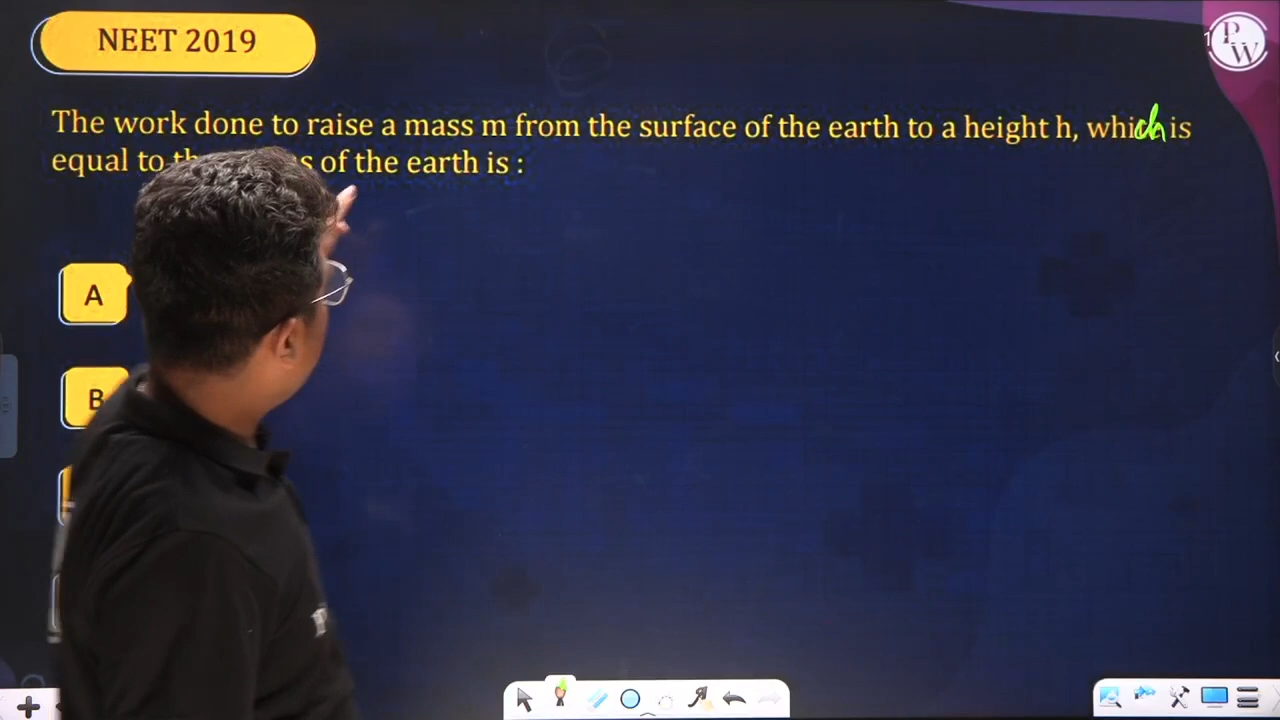 NEET 2019
P
W
The work done to raise a mass m from the surface of the earth to a height h, which is
equal to of the earth is :
A
B